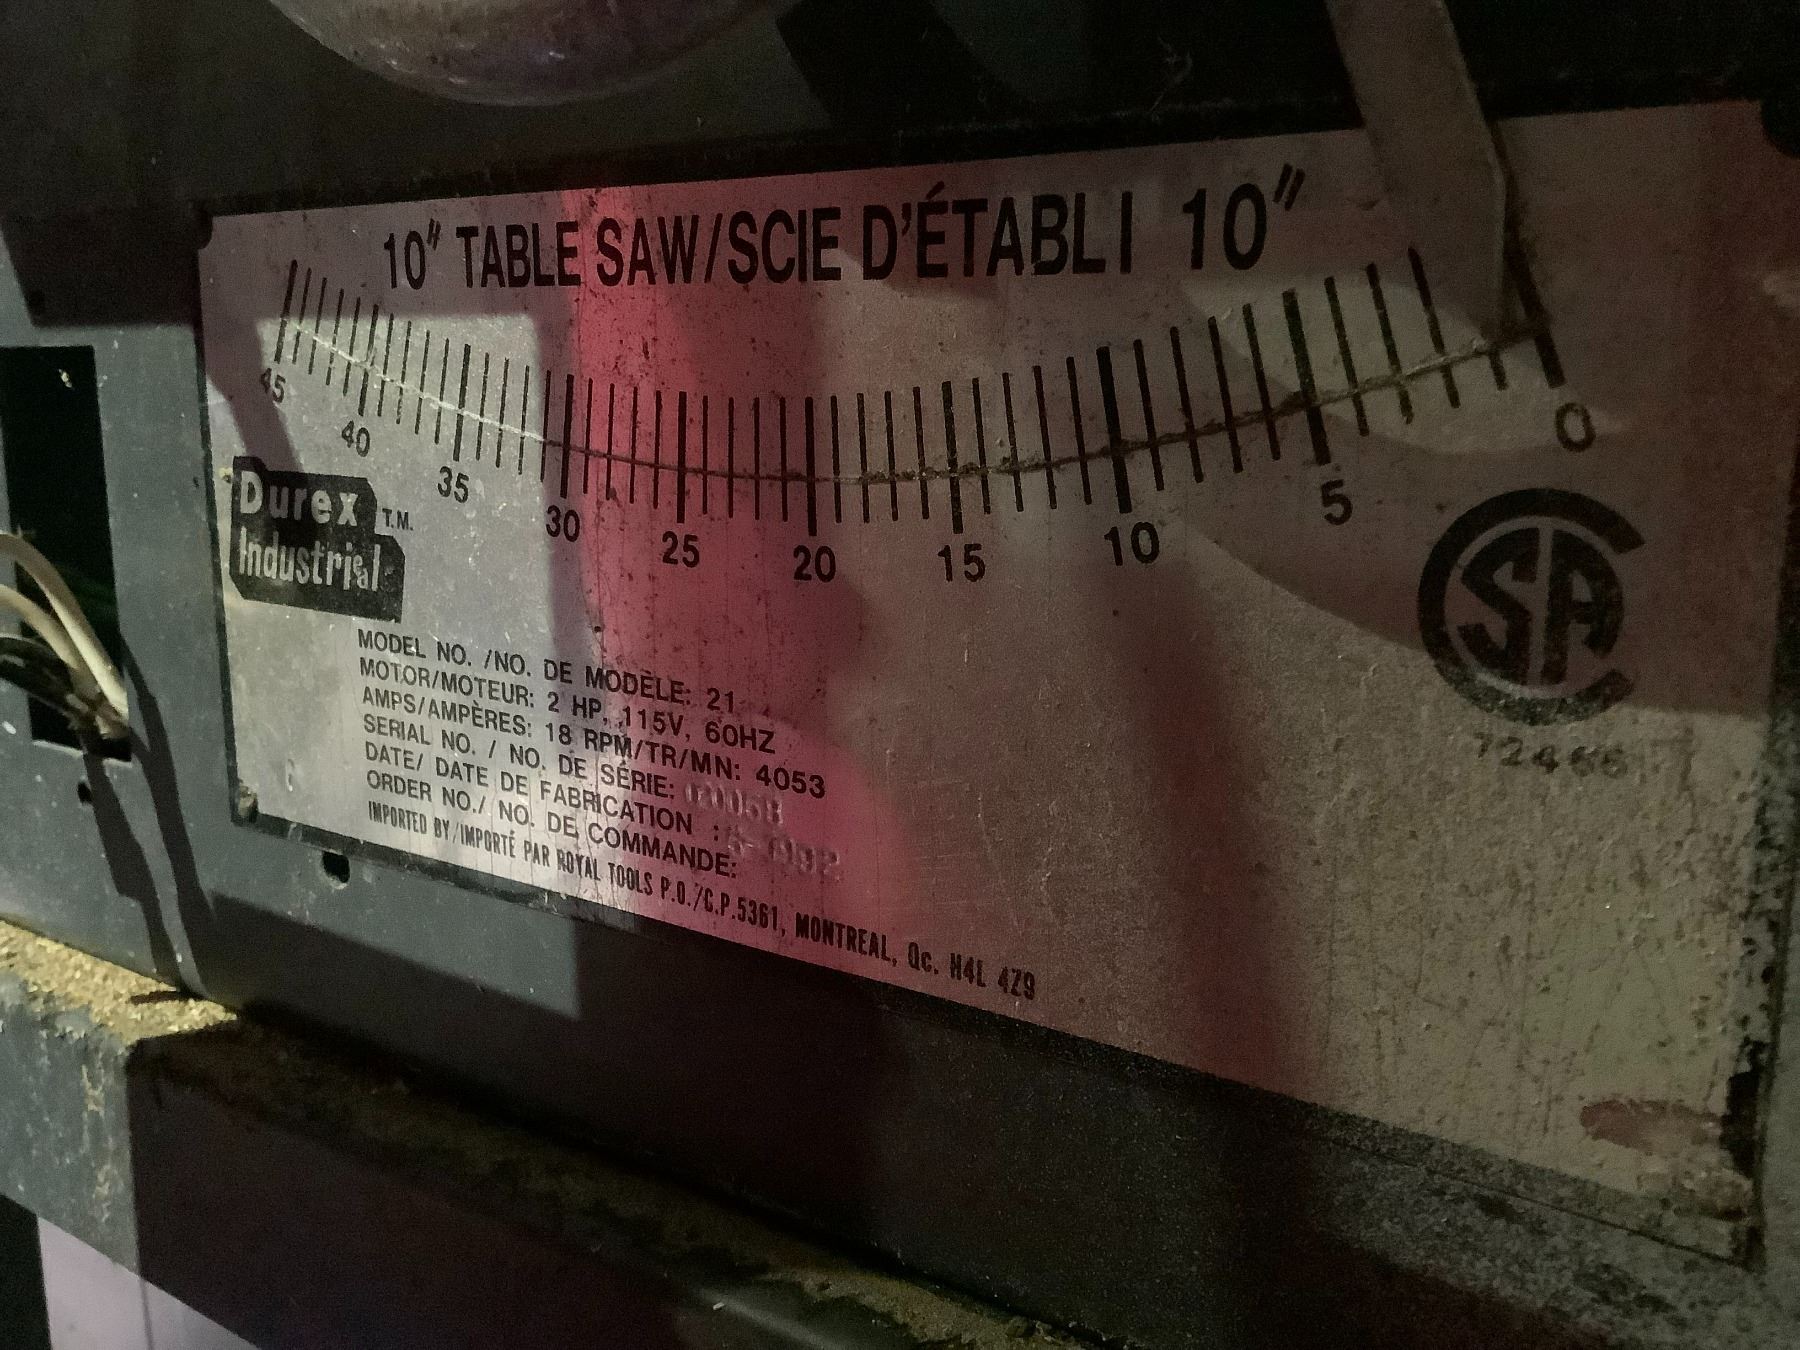 10" TABLE SAW/SCIE D'ÉTABLI 10"
45 40 35 30 25 20 15 10 5 0
Durex T.M.
Industrial
CSA
MODEL NO. /NO. DE MODÈLE: 21
MOTOR/MOTEUR: 2 HP, 115V, 60HZ
AMPS/AMPÈRES: 18 RPM/TR/MN: 4053
SERIAL NO. / NO. DE SÉRIE:
DATE/ DATE DE FABRICATION :
ORDER NO./ NO. DE COMMANDE:
IMPORTED BY/IMPORTÉ PAR ROYAL TOOLS P.O./C.P.5361, MONTREAL, Qc. H4L 4Z9